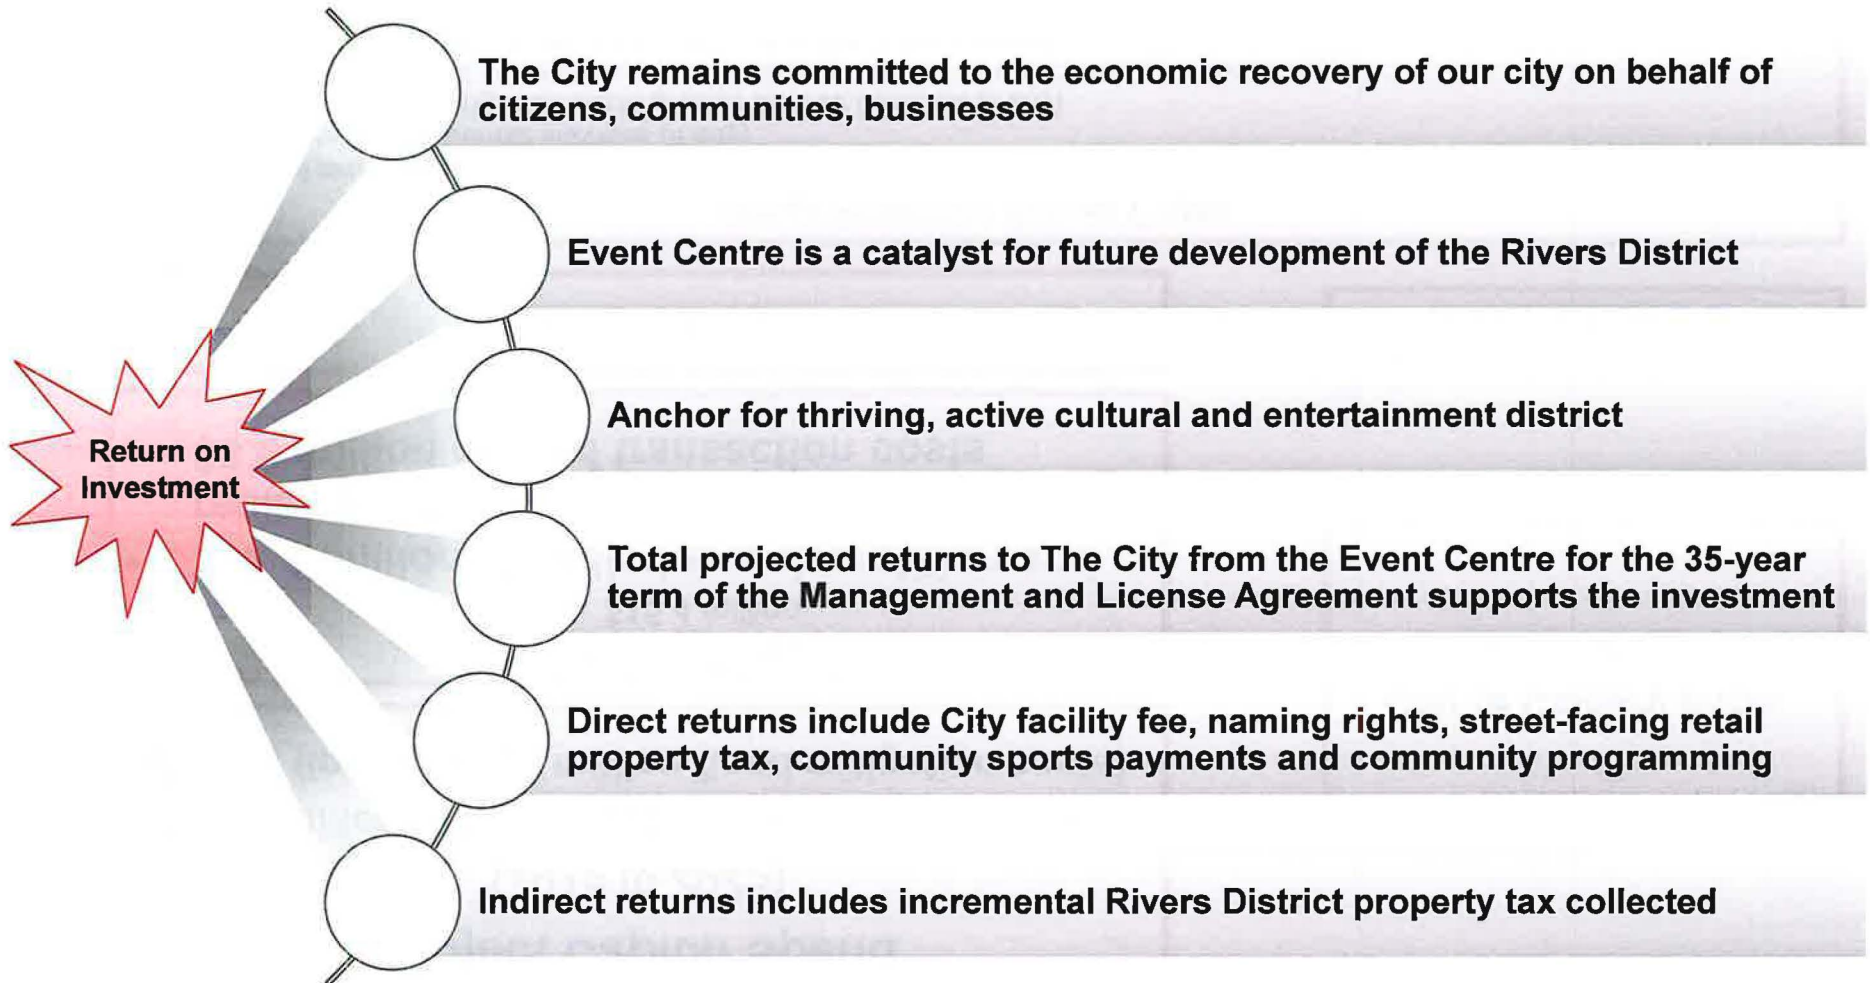 The City remains committed to the economic recovery of our city on behalf of
citizens, communities, businesses
Event Centre is a catalyst for future development of the Rivers District
Anchor for thriving, active cultural and entertainment district
Return on
Investment
Total projected returns to The City from the Event Centre for the 35-year
term of the Management and License Agreement supports the investment
Direct returns include City facility fee, naming rights, street-facing retail
property tax, community sports payments and community programming
Indirect returns includes incremental Rivers District property tax collected